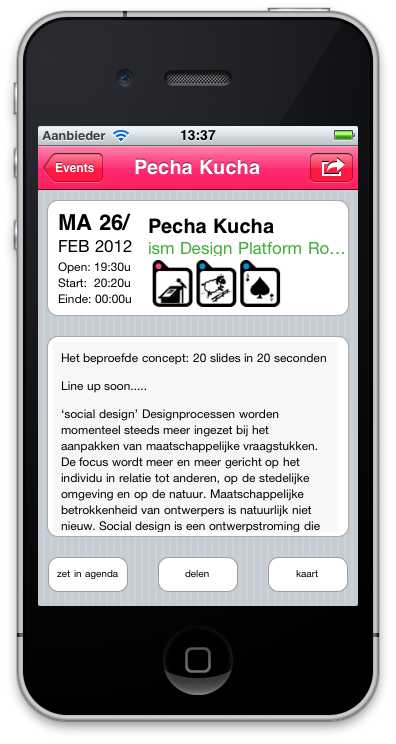 Aanbieder
13:37
Events
Pecha Kucha
MA 26/
FEB 2012
Open: 19:30u
Start: 20:20u
Einde: 00:00u
Pecha Kucha
ism Design Platform Ro...
Het beproefde concept: 20 slides in 20 seconden
Line up soon.....
‘social design’ Designprocessen worden
momenteel steeds meer ingezet bij het
aanpakken van maatschappelijke vraagstukken.
De focus wordt meer en meer gericht op het
individu in relatie tot anderen, op de stedelijke
omgeving en op de natuur. Maatschappelijke
betrokkenheid van ontwerpers is natuurlijk niet
nieuw. Social design is een ontwerpstroming die
zet in agenda
delen
kaart